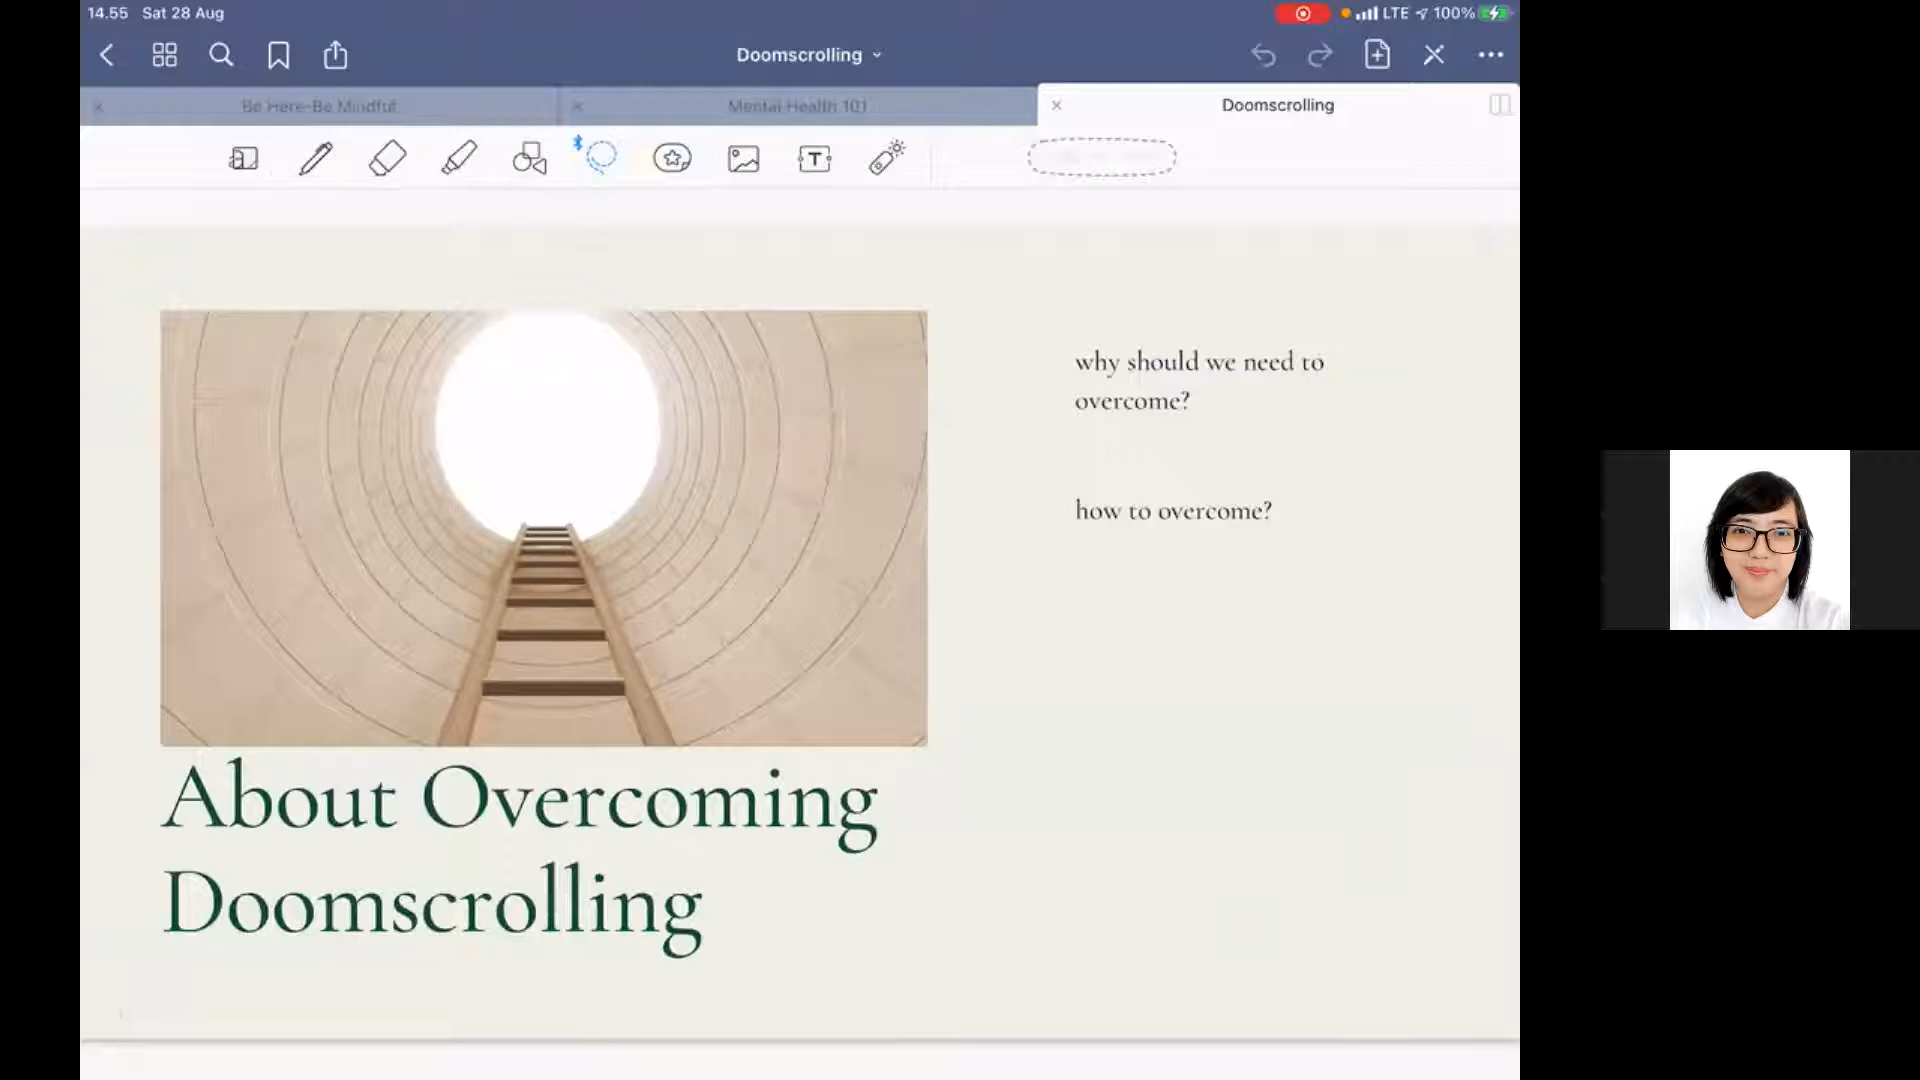 14.55 Sat 28 Aug
LTE 100%
Doomscrolling
Be Here-Be Mindful
Mental Health 101
Doomscrolling
T
why should we need to
overcome?
how to overcome?
About Overcoming
Doomscrolling